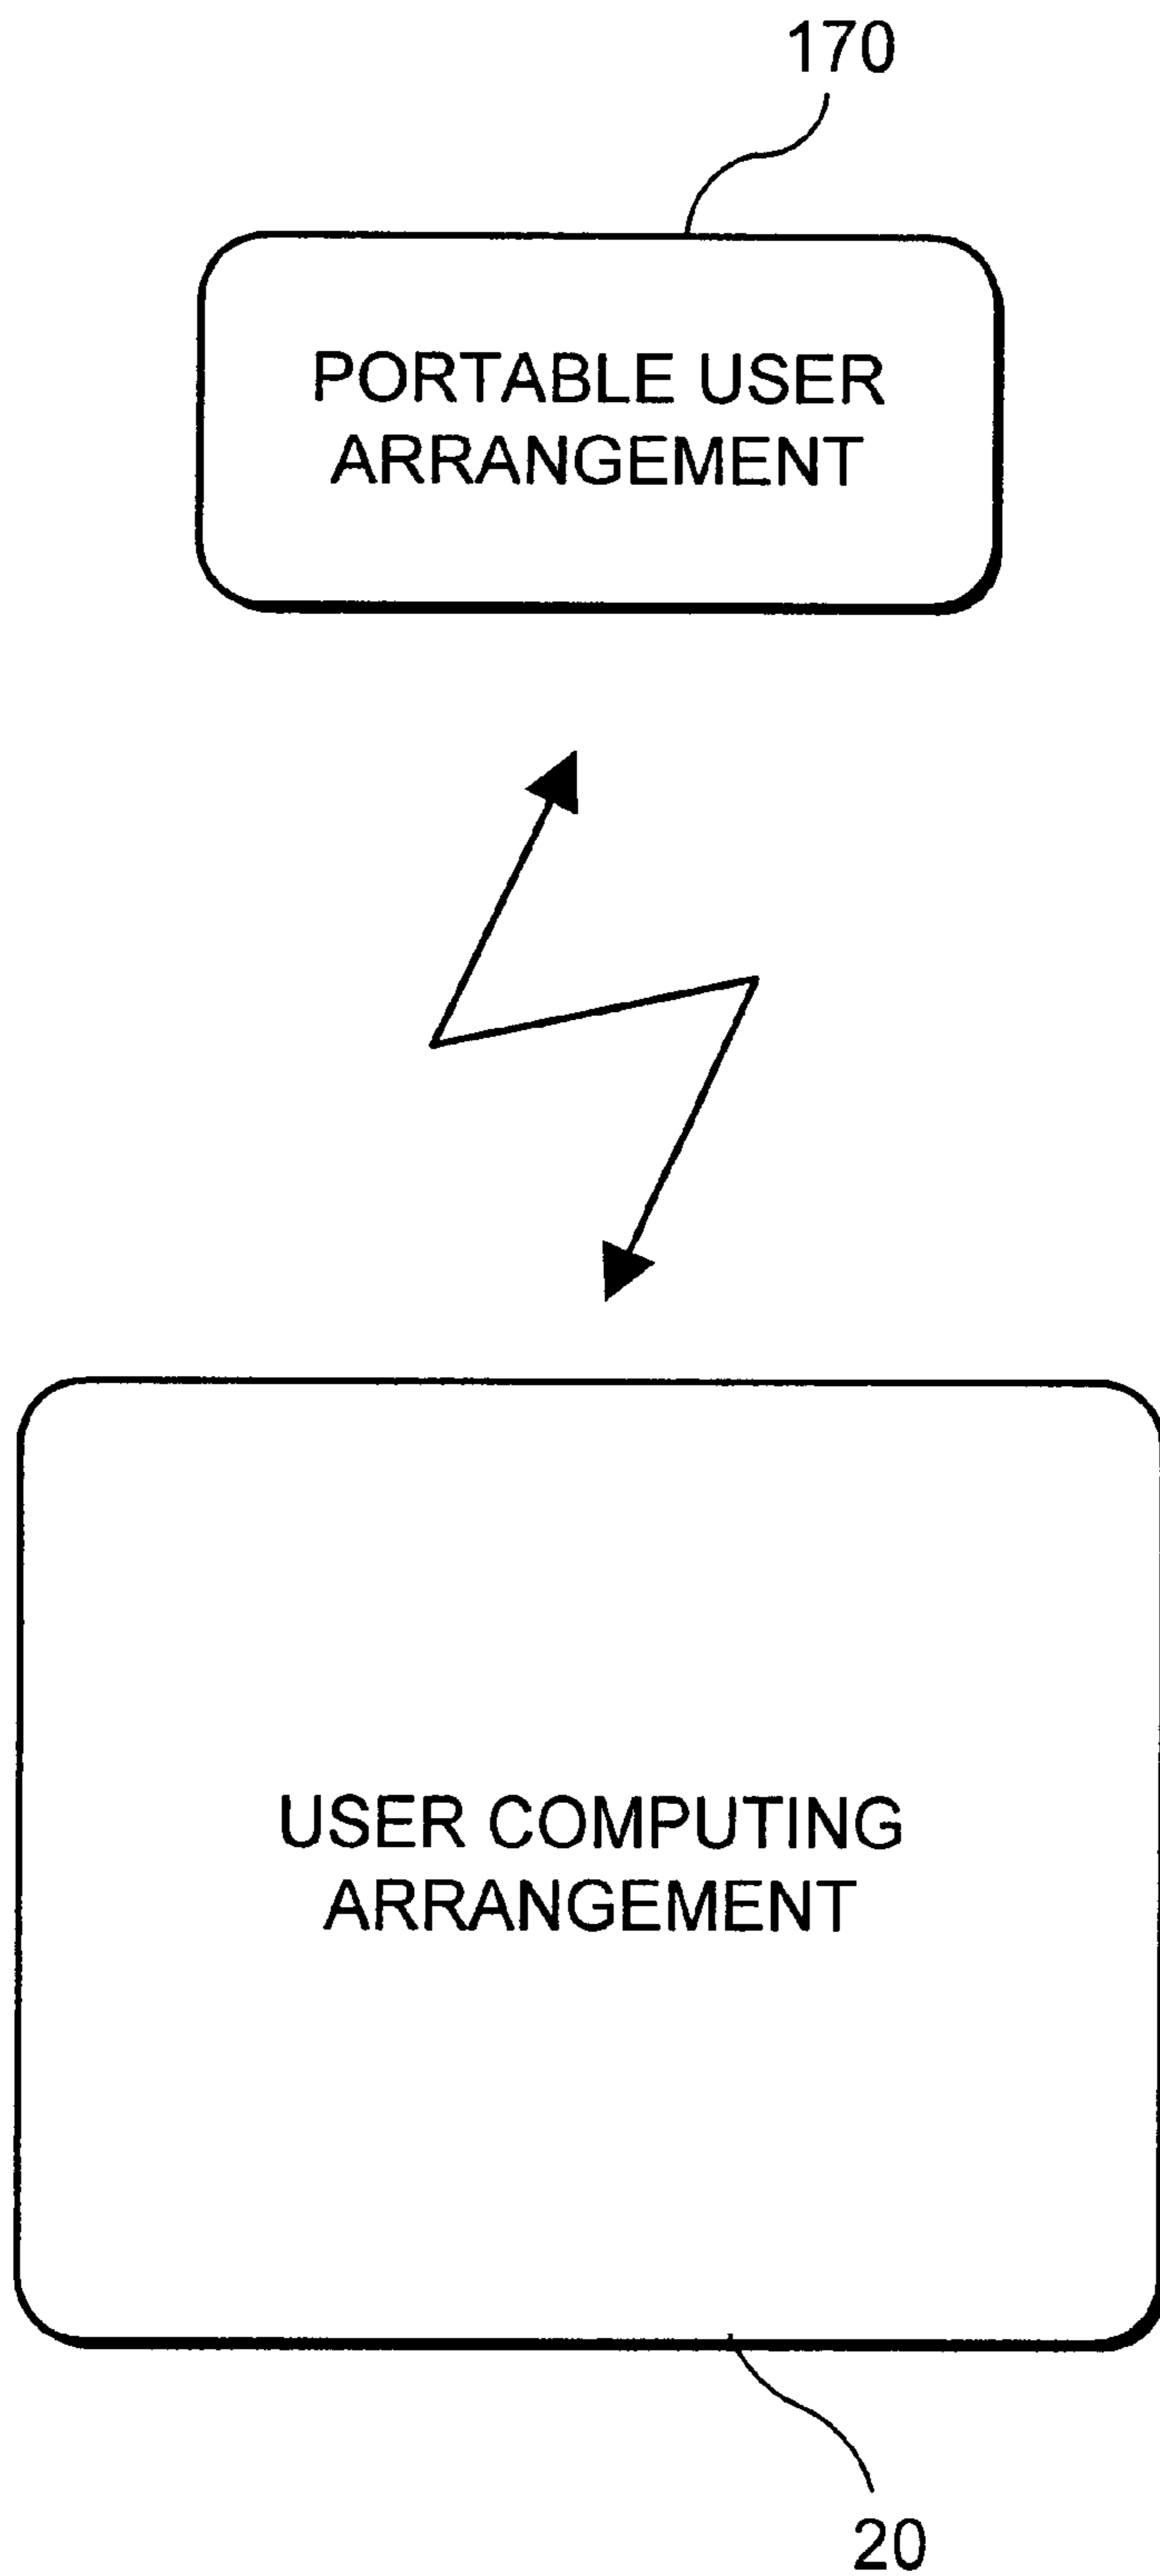 170
PORTABLE USER
ARRANGEMENT
USER COMPUTING
ARRANGEMENT
20